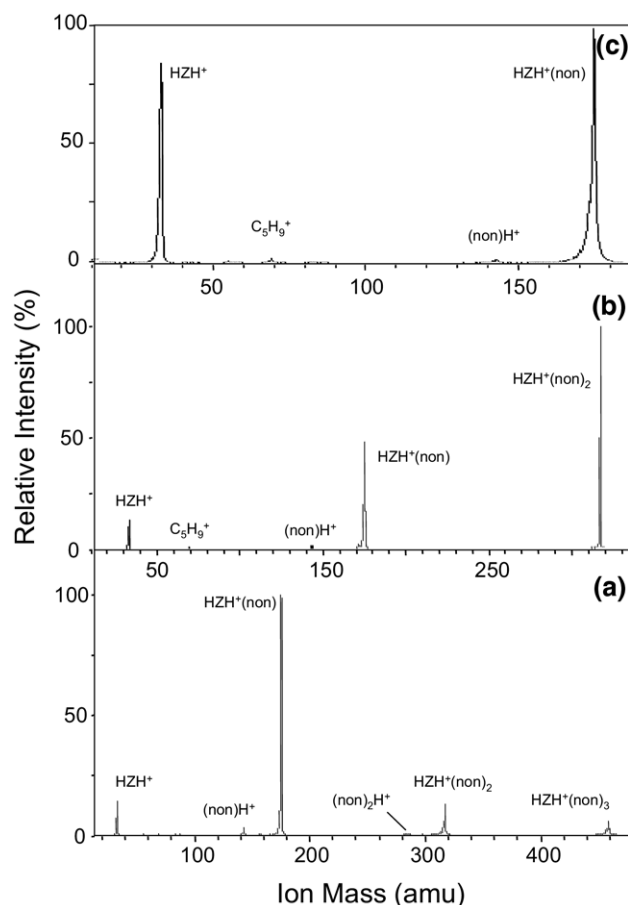 Relative Intensity (%)
100
(c)
HZH⁺
HZH⁺(non)
50
C₅H₉⁺
(non)H⁺
0
50
100
150
100
(b)
HZH⁺(non)₂
50
HZH⁺(non)
HZH⁺
C₅H₉⁺
(non)H⁺
0
50
150
250
100
(a)
HZH⁺(non)
50
HZH⁺
(non)H⁺
(non)₂H⁺
HZH⁺(non)₂
HZH⁺(non)₃
0
100
200
300
400
Ion Mass (amu)